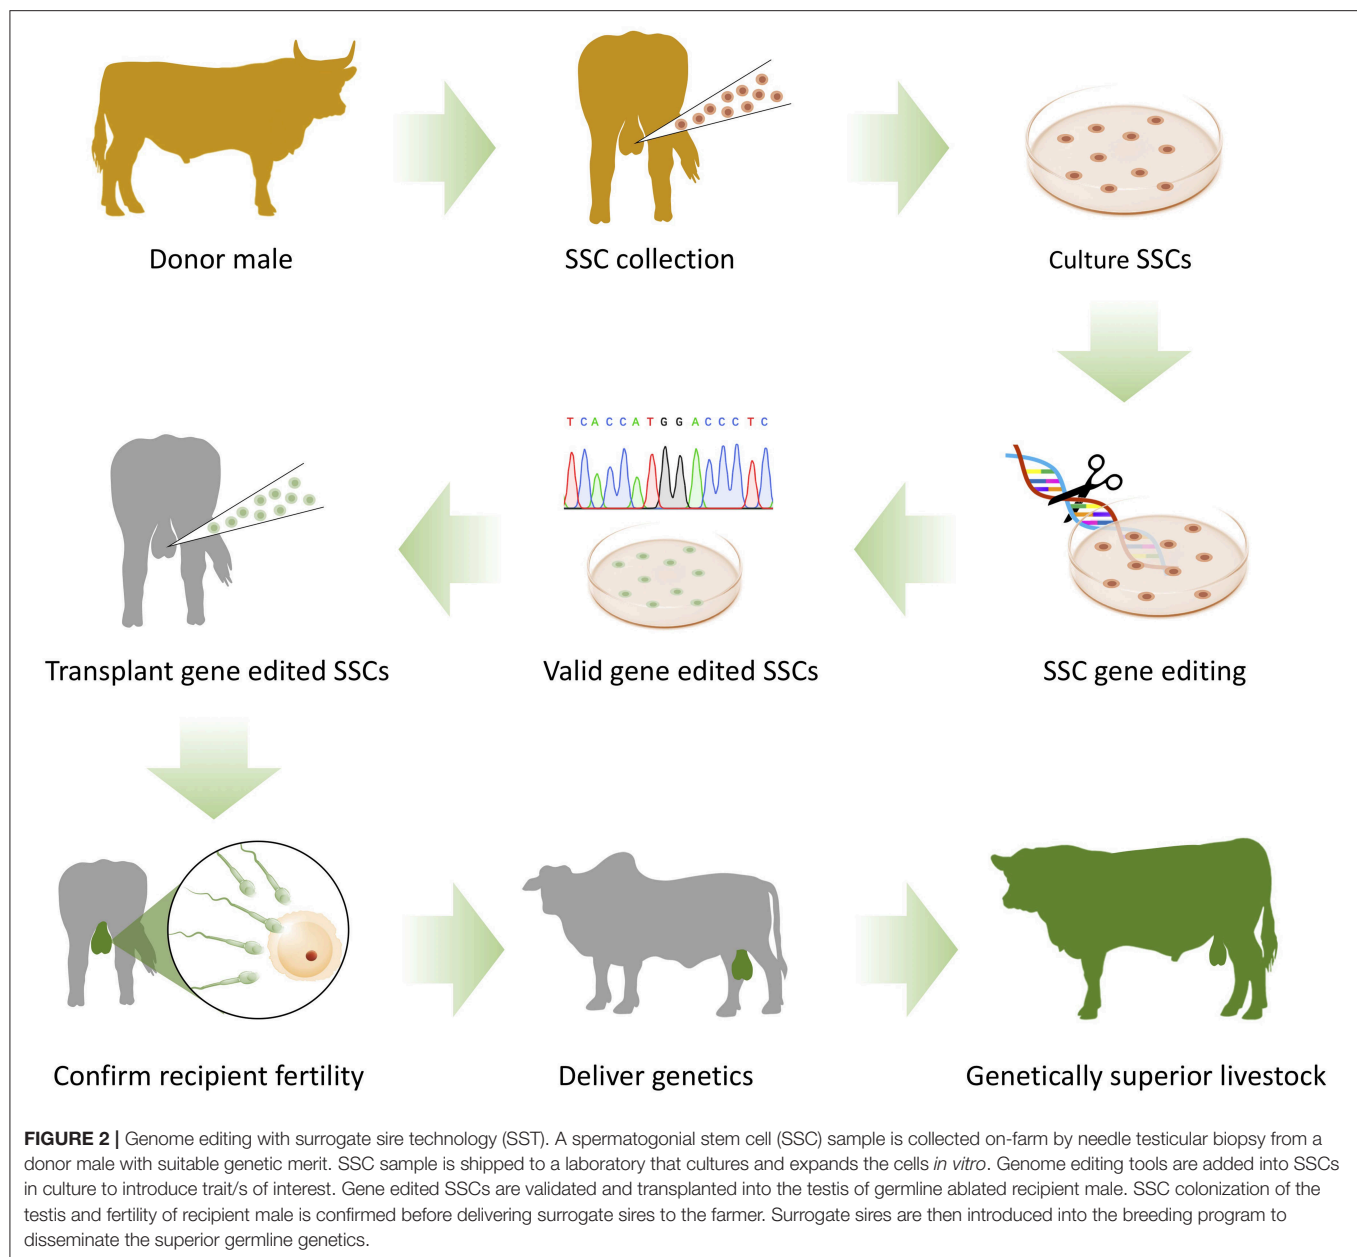 Donor male
SSC collection
Culture SSCs
T C A C C A T G G A C C C T C
Transplant gene edited SSCs
Valid gene edited SSCs
SSC gene editing
Confirm recipient fertility
Deliver genetics
Genetically superior livestock
FIGURE 2 | Genome editing with surrogate sire technology (SST). A spermatogonial stem cell (SSC) sample is collected on-farm by needle testicular biopsy from a
donor male with suitable genetic merit. SSC sample is shipped to a laboratory that cultures and expands the cells in vitro. Genome editing tools are added into SSCs
in culture to introduce trait/s of interest. Gene edited SSCs are validated and transplanted into the testis of germline ablated recipient male. SSC colonization of the
testis and fertility of recipient male is confirmed before delivering surrogate sires to the farmer. Surrogate sires are then introduced into the breeding program to
disseminate the superior germline genetics.